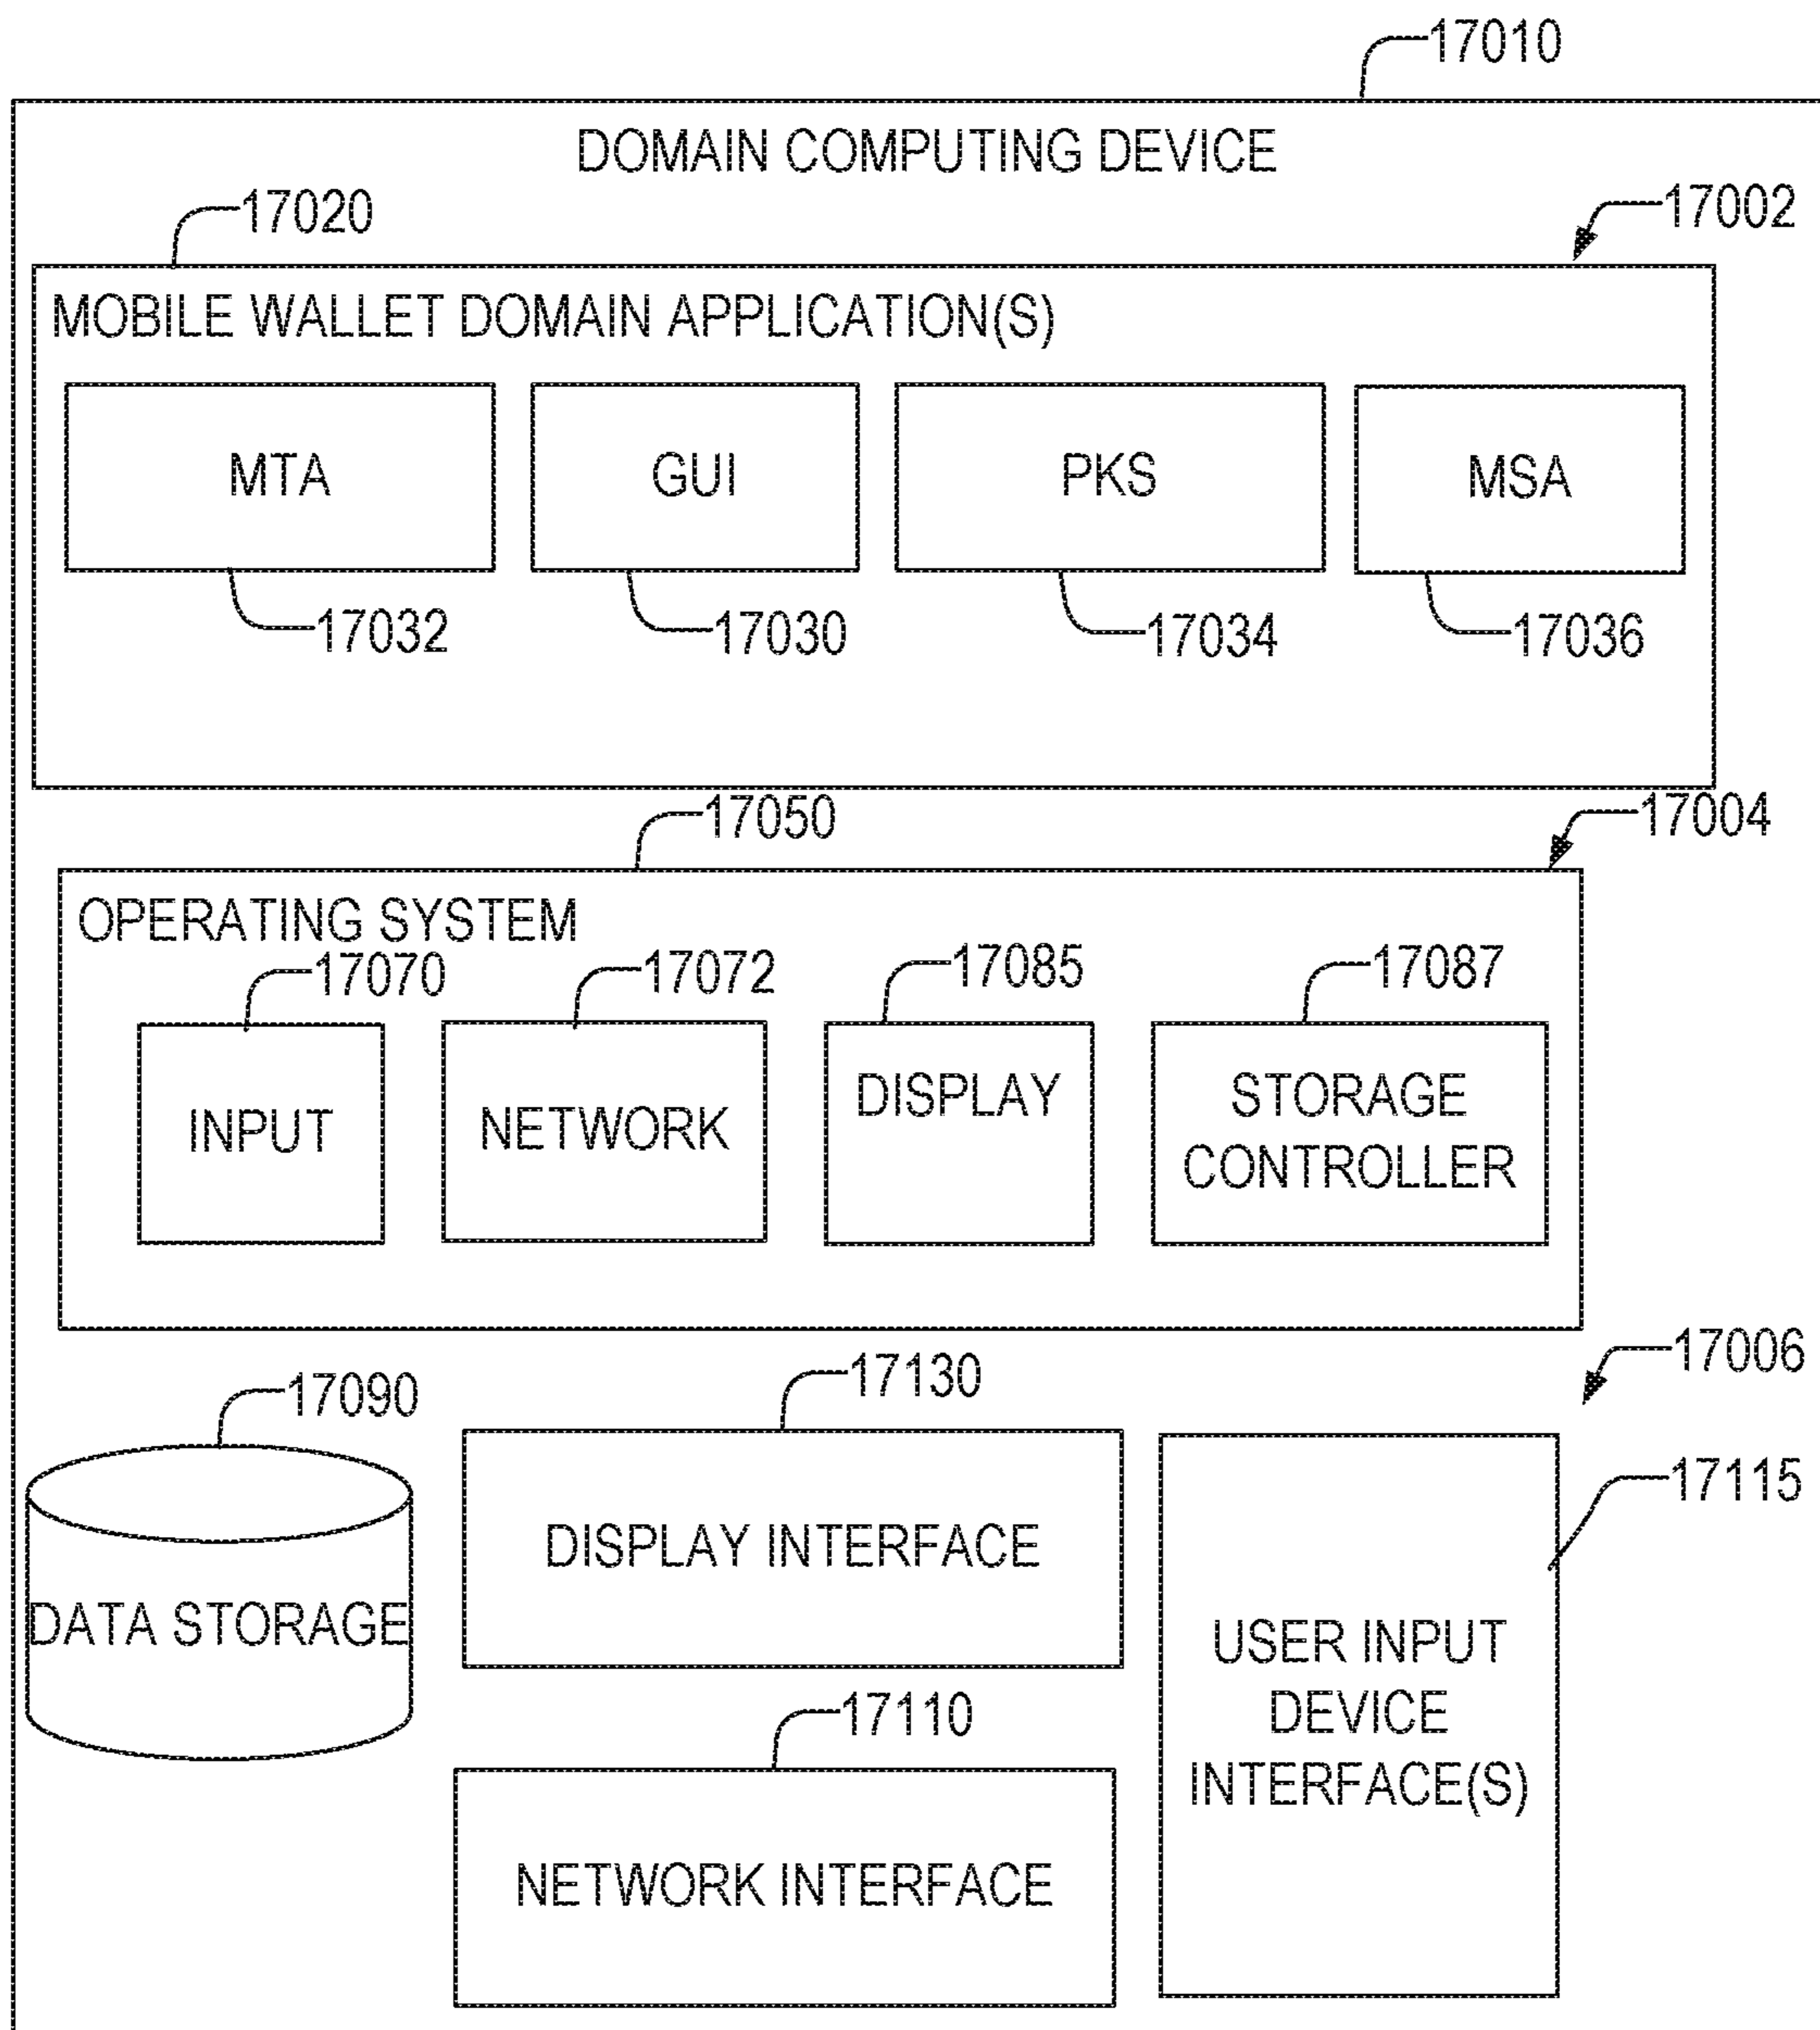 17010
DOMAIN COMPUTING DEVICE
17020
17002
MOBILE WALLET DOMAIN APPLICATION(S)
MTA
GUI
PKS
MSA
17032
17030
17034
17036
17050
17004
OPERATING SYSTEM
17070
17072
17085
17087
INPUT
NETWORK
DISPLAY
STORAGE
CONTROLLER
17006
17090
17130
17115
DATA STORAGE
DISPLAY INTERFACE
USER INPUT
DEVICE
INTERFACE(S)
17110
NETWORK INTERFACE